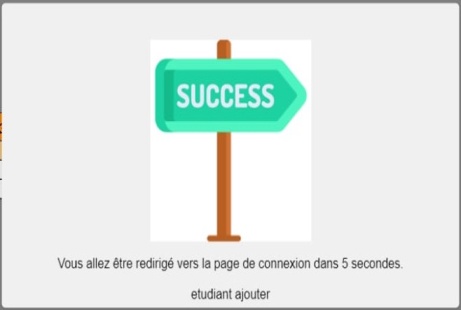 SUCCESS
Vous allez être redirigé vers la page de connexion dans 5 secondes.
etudiant ajouter